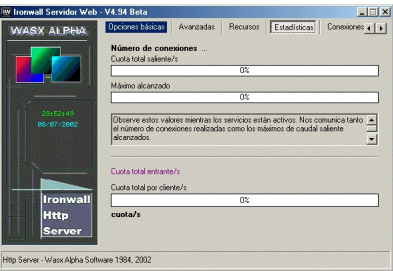 Ironwall Servidor Web - V4.94 Beta
WASX ALPHA
23:52:49
08/07/2002
Ironwall
Http
Server
Opciones básicas
Avanzadas
Recursos
Estadísticas
Conexiones
Número de conexiones ...
Cuota total saliente/s
0%
Máximo alcanzado
0%
Observe estos valores mientras los servicios están activos. Nos comunica tanto
el número de conexiones realizadas como los máximos de caudal saliente
alcanzados.
Cuota total entrante/s
Cuota total por cliente/s
0%
cuota/s
Http Server - Wasx Alpha Software 1984, 2002